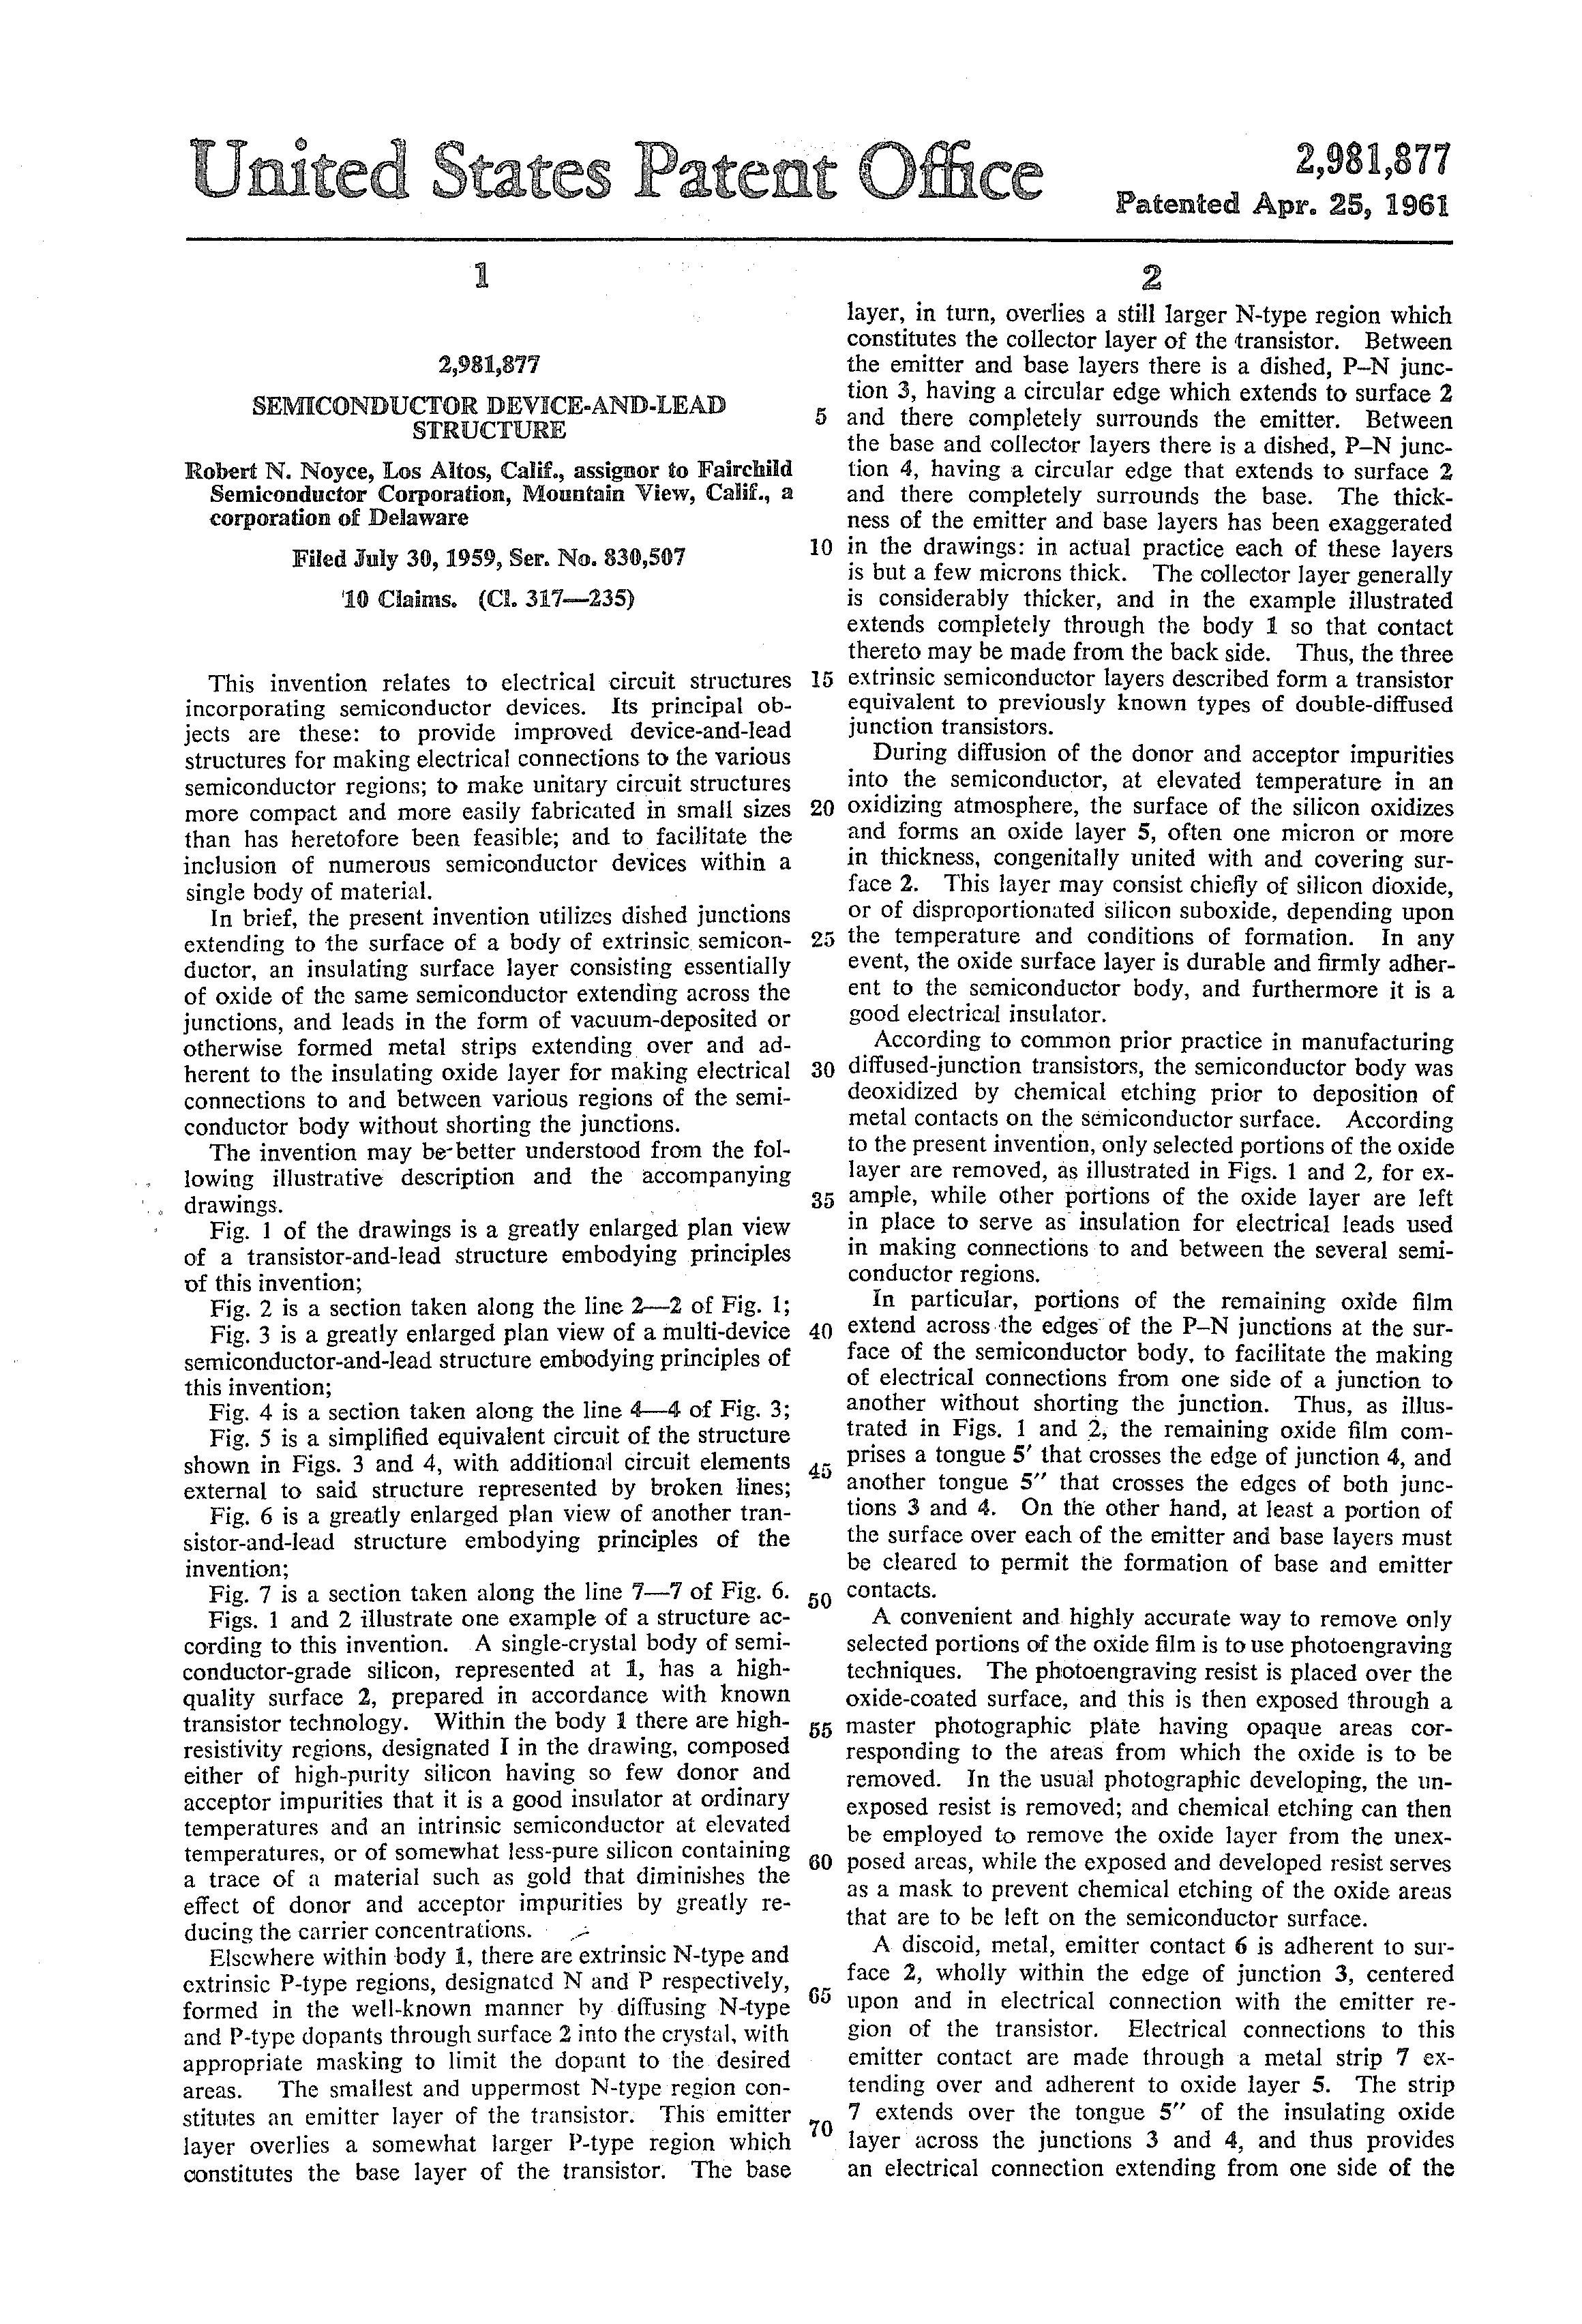 United States Patent Office
2,981,877
Patented Apr. 25, 1961
1
2,981,877
SEMICONDUCTOR DEVICE-AND-LEAD
STRUCTURE
Robert N. Noyce, Los Altos, Calif., assignor to Fairchild
Semiconductor Corporation, Mountain View, Calif., a
corporation of Delaware
Filed July 30, 1959, Ser. No. 830,507
10 Claims. (Cl. 317—235)
This invention relates to electrical circuit structures
incorporating semiconductor devices. Its principal ob-
jects are these: to provide improved device-and-lead
structures for making electrical connections to the various
semiconductor regions; to make unitary circuit structures
more compact and more easily fabricated in small sizes
than has heretofore been feasible; and to facilitate the
inclusion of numerous semiconductor devices within a
single body of material.
In brief, the present invention utilizes dished junctions
extending to the surface of a body of extrinsic semicon-
ductor, an insulating surface layer consisting essentially
of oxide of the same semiconductor extending across the
junctions, and leads in the form of vacuum-deposited or
otherwise formed metal strips extending over and ad-
herent to the insulating oxide layer for making electrical
connections to and between various regions of the semi-
conductor body without shorting the junctions.
The invention may be better understood from the fol-
lowing illustrative description and the accompanying
drawings.
Fig. 1 of the drawings is a greatly enlarged plan view
of a transistor-and-lead structure embodying principles
of this invention;
Fig. 2 is a section taken along the line 2—2 of Fig. 1;
Fig. 3 is a greatly enlarged plan view of a multi-device
semiconductor-and-lead structure embodying principles of
this invention;
Fig. 4 is a section taken along the line 4—4 of Fig. 3;
Fig. 5 is a simplified equivalent circuit of the structure
shown in Figs. 3 and 4, with additional circuit elements
external to said structure represented by broken lines;
Fig. 6 is a greatly enlarged plan view of another tran-
sistor-and-lead structure embodying principles of the
invention;
Fig. 7 is a section taken along the line 7—7 of Fig. 6.
Figs. 1 and 2 illustrate one example of a structure ac-
cording to this invention. A single-crystal body of semi-
conductor-grade silicon, represented at 1, has a high-
quality surface 2, prepared in accordance with known
transistor technology. Within the body 1 there are high-
resistivity regions, designated I in the drawing, composed
either of high-purity silicon having so few donor and
acceptor impurities that it is a good insulator at ordinary
temperatures and an intrinsic semiconductor at elevated
temperatures, or of somewhat less-pure silicon containing
a trace of a material such as gold that diminishes the
effect of donor and acceptor impurities by greatly re-
ducing the carrier concentrations.
Elsewhere within body 1, there are extrinsic N-type and
extrinsic P-type regions, designated N and P respectively,
formed in the well-known manner by diffusing N-type
and P-type dopants through surface 2 into the crystal, with
appropriate masking to limit the dopant to the desired
areas. The smallest and uppermost N-type region con-
stitutes an emitter layer of the transistor. This emitter
layer overlies a somewhat larger P-type region which
constitutes the base layer of the transistor. The base
2
layer, in turn, overlies a still larger N-type region which
constitutes the collector layer of the transistor. Between
the emitter and base layers there is a dished, P–N junc-
tion 3, having a circular edge which extends to surface 2
5 and there completely surrounds the emitter. Between
the base and collector layers there is a dished, P–N junc-
tion 4, having a circular edge that extends to surface 2
and there completely surrounds the base. The thick-
ness of the emitter and base layers has been exaggerated
10 in the drawings: in actual practice each of these layers
is but a few microns thick. The collector layer generally
is considerably thicker, and in the example illustrated
extends completely through the body 1 so that contact
thereto may be made from the back side. Thus, the three
15 extrinsic semiconductor layers described form a transistor
equivalent to previously known types of double-diffused
junction transistors.
During diffusion of the donor and acceptor impurities
into the semiconductor, at elevated temperature in an
20 oxidizing atmosphere, the surface of the silicon oxidizes
and forms an oxide layer 5, often one micron or more
in thickness, congenitally united with and covering sur-
face 2. This layer may consist chiefly of silicon dioxide,
or of disproportionated silicon suboxide, depending upon
25 the temperature and conditions of formation. In any
event, the oxide surface layer is durable and firmly adher-
ent to the semiconductor body, and furthermore it is a
good electrical insulator.
According to common prior practice in manufacturing
30 diffused-junction transistors, the semiconductor body was
deoxidized by chemical etching prior to deposition of
metal contacts on the semiconductor surface. According
to the present invention, only selected portions of the oxide
layer are removed, as illustrated in Figs. 1 and 2, for ex-
35 ample, while other portions of the oxide layer are left
in place to serve as insulation for electrical leads used
in making connections to and between the several semi-
conductor regions.
In particular, portions of the remaining oxide film
40 extend across the edges of the P–N junctions at the sur-
face of the semiconductor body, to facilitate the making
of electrical connections from one side of a junction to
another without shorting the junction. Thus, as illus-
trated in Figs. 1 and 2, the remaining oxide film com-
45 prises a tongue 5′ that crosses the edge of junction 4, and
another tongue 5″ that crosses the edges of both junc-
tions 3 and 4. On the other hand, at least a portion of
the surface over each of the emitter and base layers must
be cleared to permit the formation of base and emitter
50 contacts.
A convenient and highly accurate way to remove only
selected portions of the oxide film is to use photoengraving
techniques. The photoengraving resist is placed over the
oxide-coated surface, and this is then exposed through a
55 master photographic plate having opaque areas cor-
responding to the areas from which the oxide is to be
removed. In the usual photographic developing, the un-
exposed resist is removed; and chemical etching can then
be employed to remove the oxide layer from the unex-
60 posed areas, while the exposed and developed resist serves
as a mask to prevent chemical etching of the oxide areas
that are to be left on the semiconductor surface.
A discoid, metal, emitter contact 6 is adherent to sur-
face 2, wholly within the edge of junction 3, centered
65 upon and in electrical connection with the emitter re-
gion of the transistor. Electrical connections to this
emitter contact are made through a metal strip 7 ex-
tending over and adherent to oxide layer 5. The strip
7 extends over the tongue 5″ of the insulating oxide
70 layer across the junctions 3 and 4, and thus provides
an electrical connection extending from one side of the